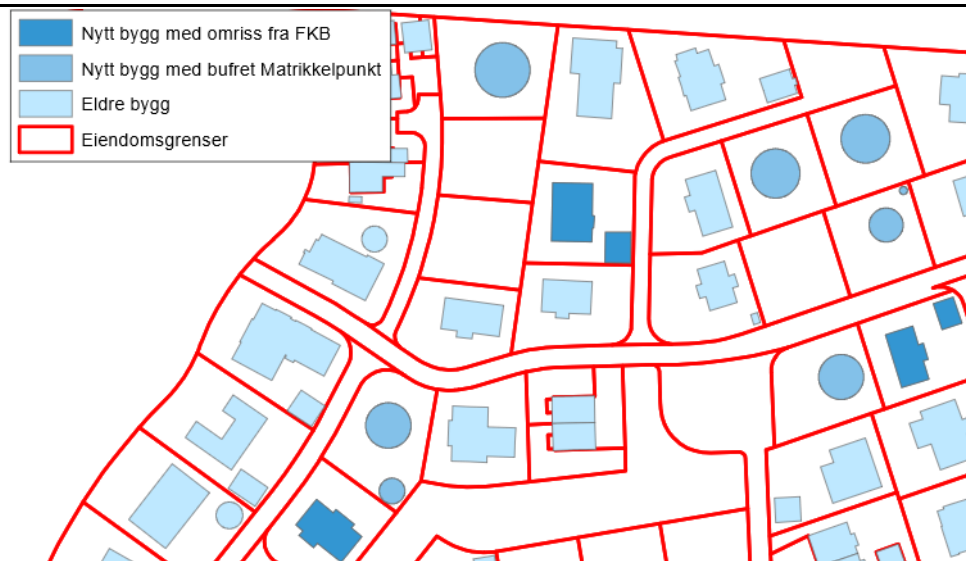 Nytt bygg med omriss fra FKB
Nytt bygg med bufret Matrikkelpunkt
Eldre bygg
Eiendomsgrenser